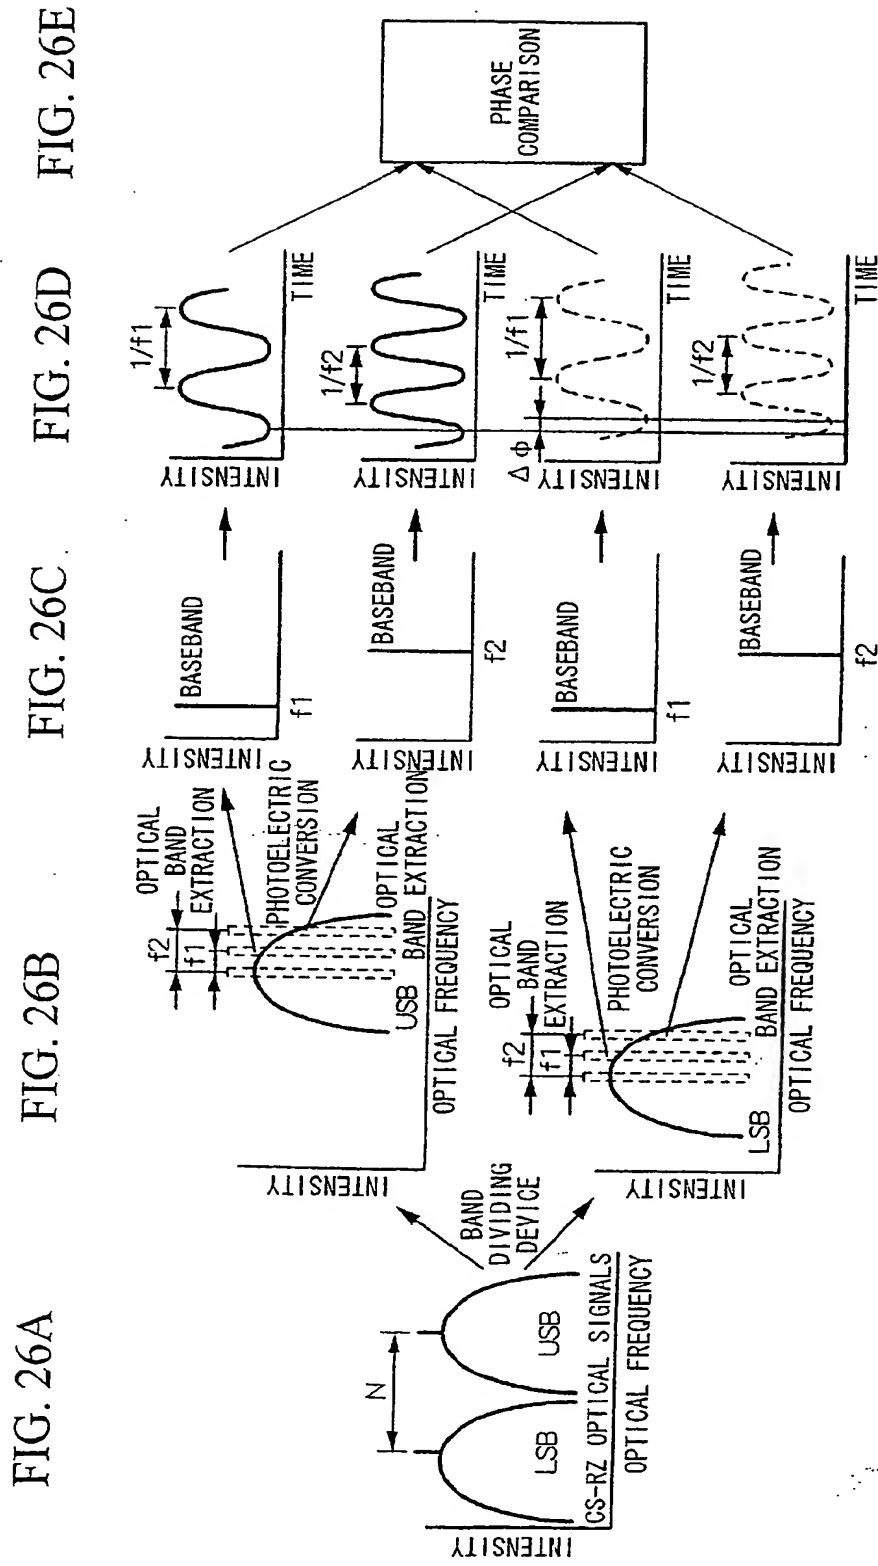 FIG. 26A
INTENSITY
N
LSB
USB
CS-RZ OPTICAL SIGNALS
OPTICAL FREQUENCY
BAND
DIVIDING
DEVICE
FIG. 26B
INTENSITY
f2
f1
OPTICAL
BAND
EXTRACTION
PHOTOELECTRIC
CONVERSION
USB
OPTICAL
BAND EXTRACTION
OPTICAL FREQUENCY
INTENSITY
f2
f1
OPTICAL
BAND
EXTRACTION
PHOTOELECTRIC
CONVERSION
LSB
OPTICAL
BAND EXTRACTION
OPTICAL FREQUENCY
FIG. 26C
INTENSITY
BASEBAND
f1
INTENSITY
BASEBAND
f2
INTENSITY
BASEBAND
f1
INTENSITY
BASEBAND
f2
FIG. 26D
INTENSITY
1/f1
TIME
INTENSITY
1/f2
TIME
Δφ
INTENSITY
1/f1
TIME
INTENSITY
1/f2
TIME
FIG. 26E
PHASE
COMPARISON